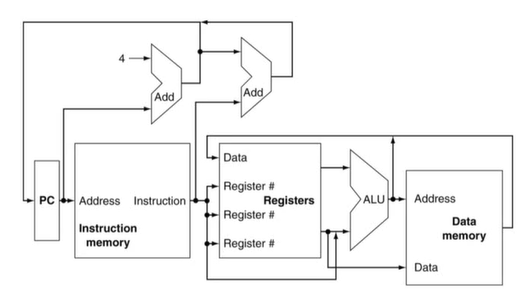 4
Add
Add
PC
Address
Instruction
Instruction
memory
Data
Register #
Registers
Register #
Register #
ALU
Address
Data
memory
Data